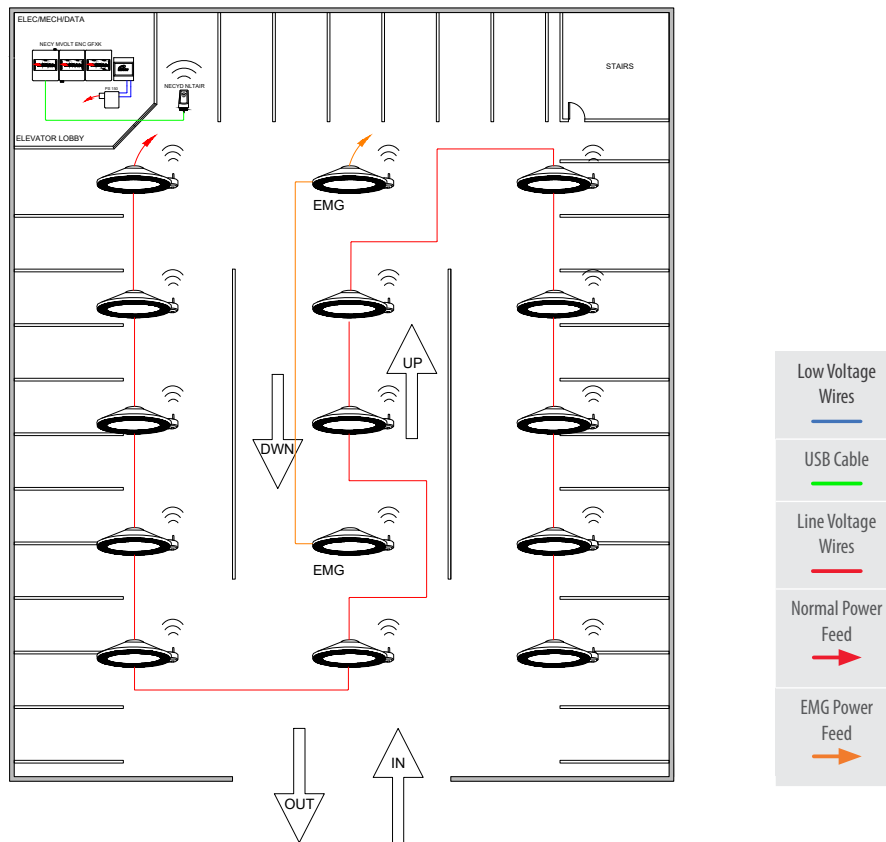 ELEC/MECH/DATA
NECY MVOLT ENC GFXK
PS 150
NECYD NLTAIR
STAIRS
ELEVATOR LOBBY
EMG
UP
DWN
EMG
IN
OUT
Low Voltage
Wires
USB Cable
Line Voltage
Wires
Normal Power
Feed
EMG Power
Feed